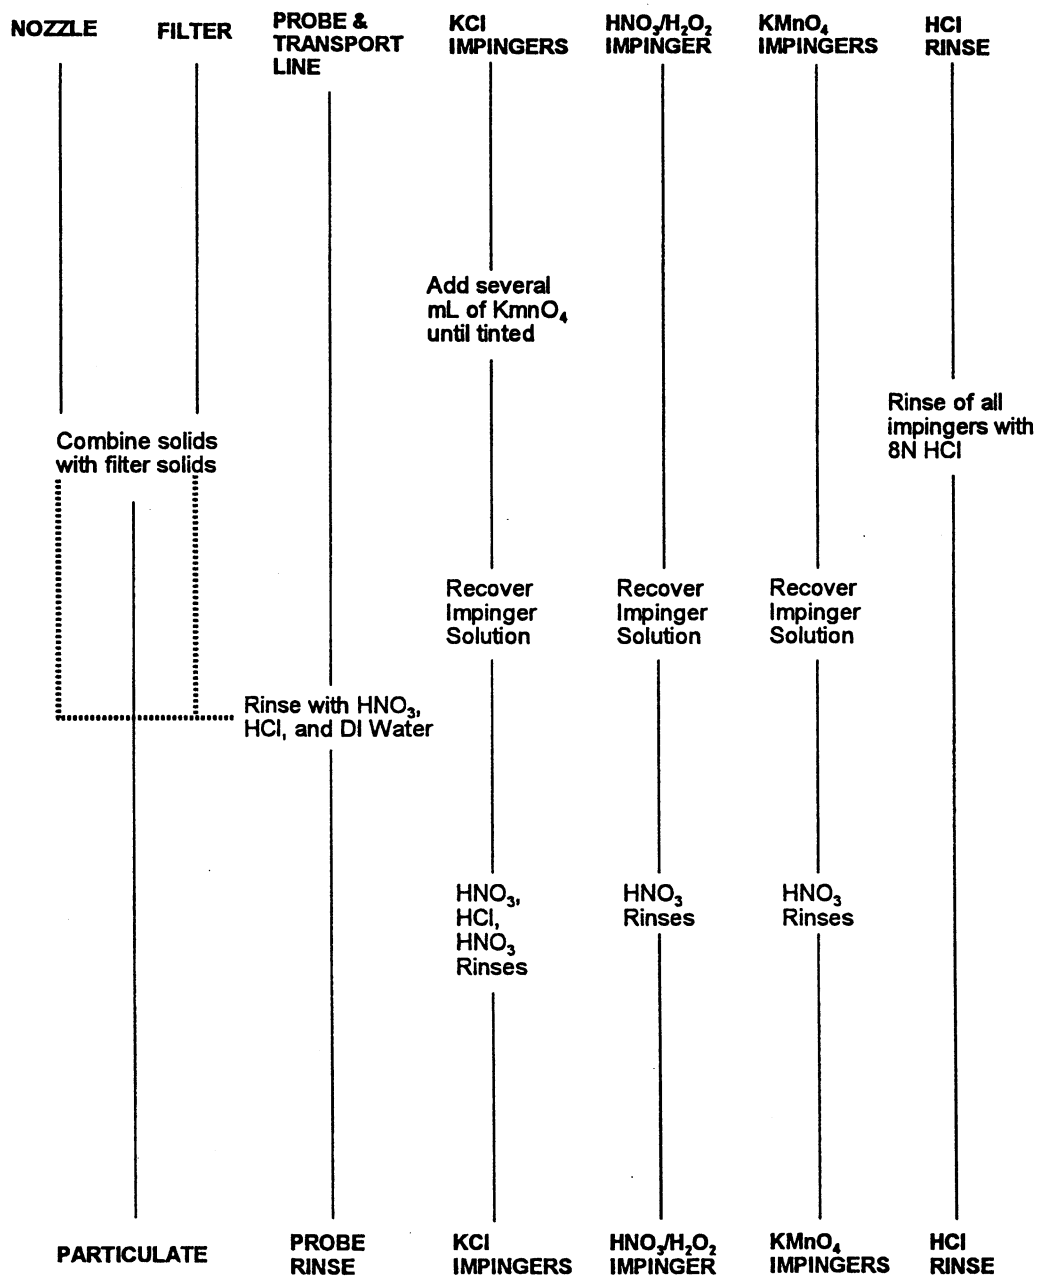 NOZZLE
FILTER
PROBE &
TRANSPORT
LINE
KCl
IMPINGERS
HNO₃/H₂O₂
IMPINGER
KMnO₄
IMPINGERS
HCl
RINSE
Add several
mL of KmnO₄
until tinted
Rinse of all
impingers with
8N HCl
Combine solids
with filter solids
Recover
Impinger
Solution
Recover
Impinger
Solution
Recover
Impinger
Solution
Rinse with HNO₃,
HCl, and DI Water
HNO₃,
HCl,
HNO₃
Rinses
HNO₃
Rinses
HNO₃
Rinses
PARTICULATE
PROBE
RINSE
KCl
IMPINGERS
HNO₃/H₂O₂
IMPINGER
KMnO₄
IMPINGERS
HCl
RINSE